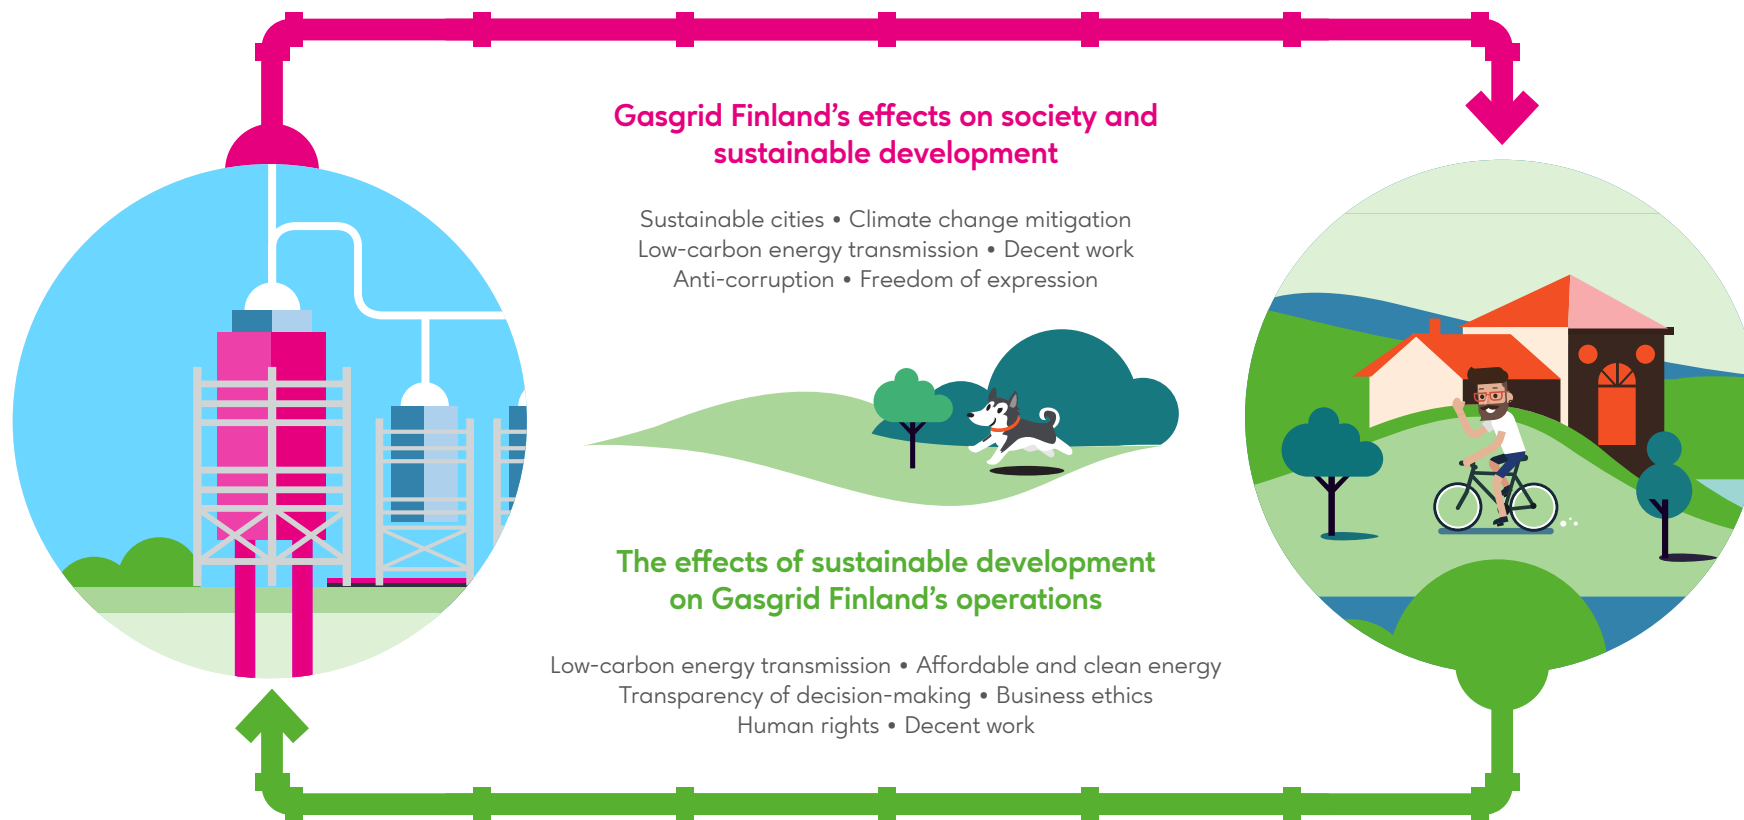 Gasgrid Finland’s effects on society and
sustainable development
Sustainable cities • Climate change mitigation
Low-carbon energy transmission • Decent work
Anti-corruption • Freedom of expression
The effects of sustainable development
on Gasgrid Finland’s operations
Low-carbon energy transmission • Affordable and clean energy
Transparency of decision-making • Business ethics
Human rights • Decent work